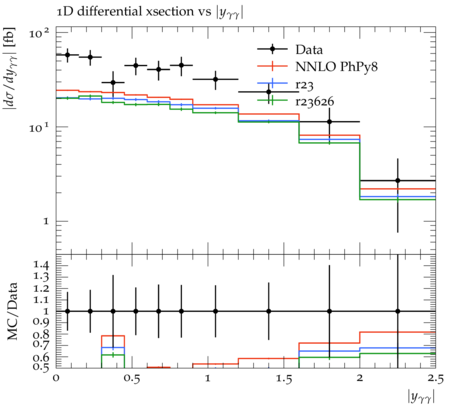 1D differential xsection vs |yγγ|
|dσ/dyγγ| [fb]
10²
10¹
1
Data
NNLO PhPy8
r23
r23626
MC/Data
1.4
1.3
1.2
1.1
1
0.9
0.8
0.7
0.6
0.5
0 0.5 1 1.5 2 2.5
|yγγ|